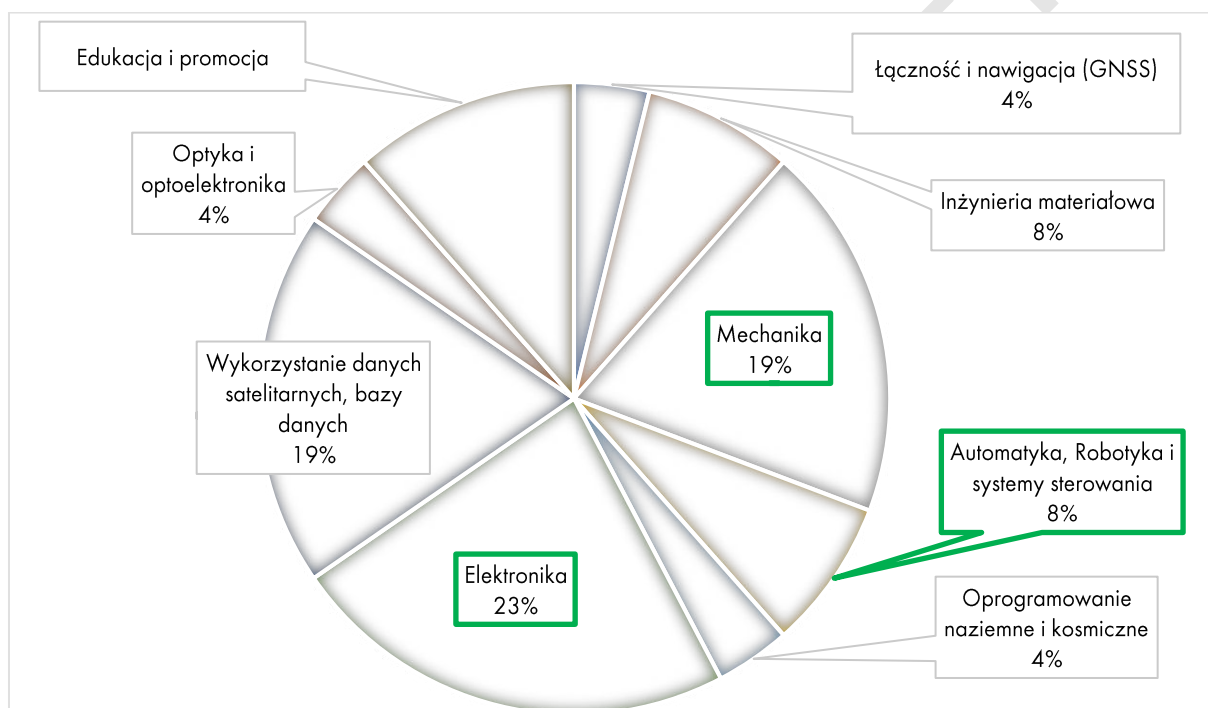 Edukacja i promocja
Łączność i nawigacja (GNSS)
4%
Optyka i
optoelektronika
4%
Inżynieria materiałowa
8%
Mechanika
19%
Wykorzystanie danych
satelitarnych, bazy
danych
19%
Automatyka, Robotyka i
systemy sterowania
8%
Elektronika
23%
Oprogramowanie
naziemne i kosmiczne
4%